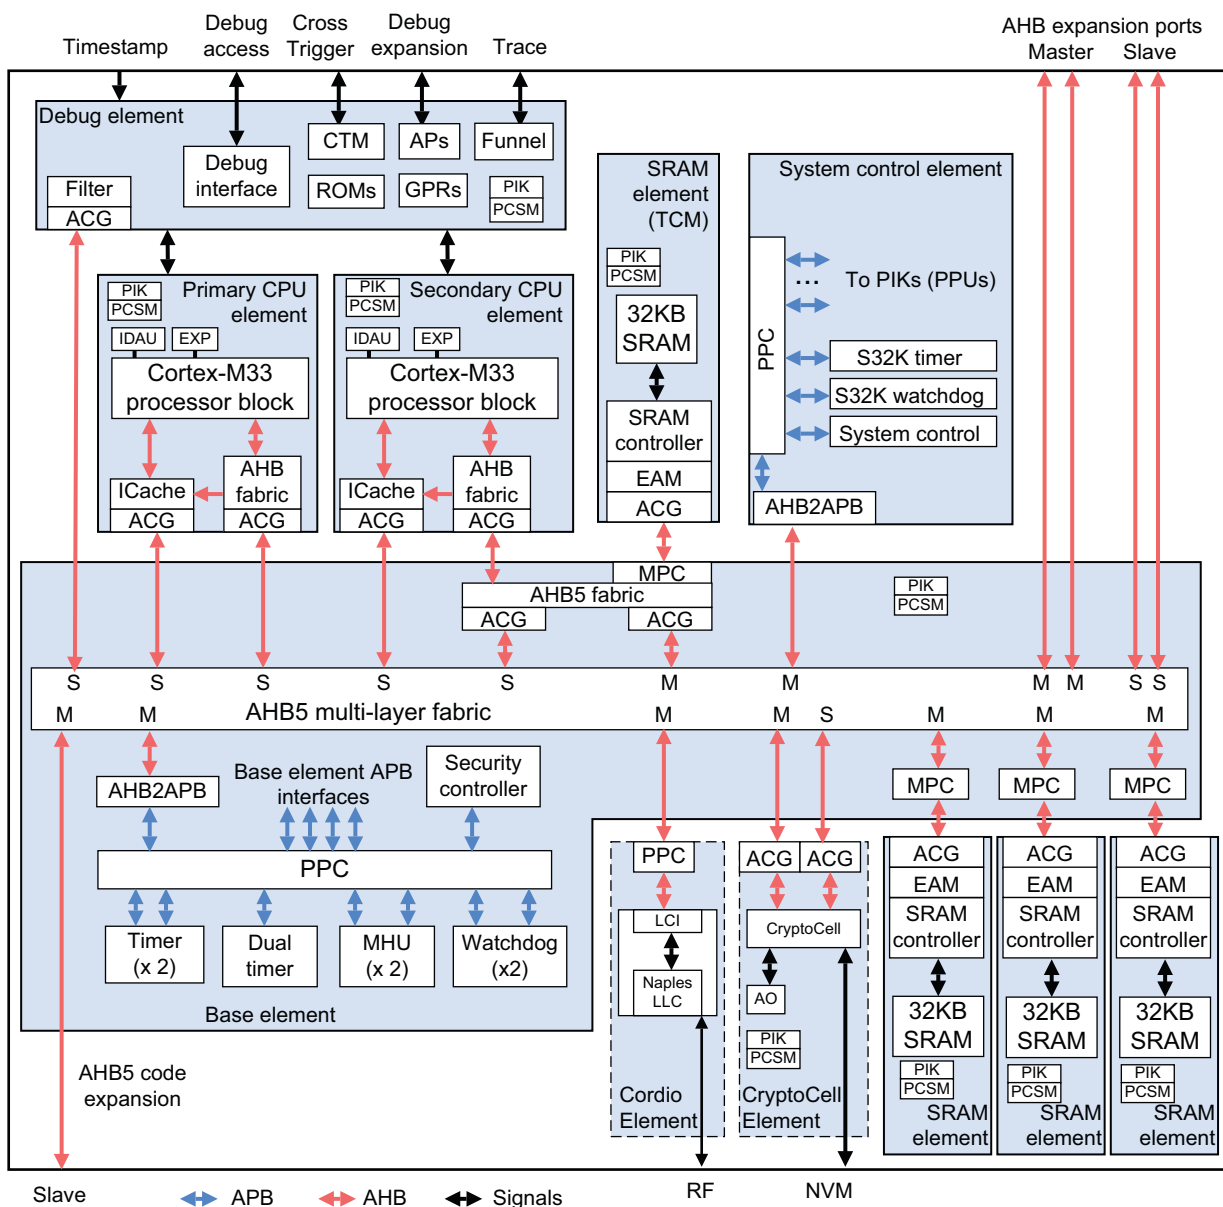 Timestamp
Debug
access
Cross
Trigger
Debug
expansion
Trace
AHB expansion ports
Master
Slave
Debug element
Debug
interface
CTM
APs
Funnel
ROMs
GPRs
PIK
PCSM
Filter
ACG
SRAM
element
(TCM)
PIK
PCSM
32KB
SRAM
SRAM
controller
EAM
ACG
System control element
PPC
...
To PIKs (PPUs)
S32K timer
S32K watchdog
System control
AHB2APB
PIK
PCSM
Primary CPU
element
IDAU
EXP
Cortex-M33
processor block
ICache
ACG
AHB
fabric
ACG
PIK
PCSM
Secondary CPU
element
IDAU
EXP
Cortex-M33
processor block
ICache
ACG
AHB
fabric
ACG
MPC
AHB5 fabric
ACG
ACG
PIK
PCSM
S
S
S
S
S
M
M
M
M
S
S
AHB5 multi-layer fabric
M
M
M
M
S
M
M
M
AHB2APB
Base element APB
interfaces
Security
controller
PPC
Timer
(x 2)
Dual
timer
MHU
(x 2)
Watchdog
(x2)
Base element
MPC
MPC
MPC
PPC
LCI
Naples
LLC
Cordio
Element
ACG
ACG
CryptoCell
AO
PIK
PCSM
CryptoCell
Element
ACG
EAM
SRAM
controller
32KB
SRAM
PIK
PCSM
SRAM
element
ACG
EAM
SRAM
controller
32KB
SRAM
PIK
PCSM
SRAM
element
ACG
EAM
SRAM
controller
32KB
SRAM
PIK
PCSM
SRAM
element
AHB5 code
expansion
Slave
APB
AHB
Signals
RF
NVM